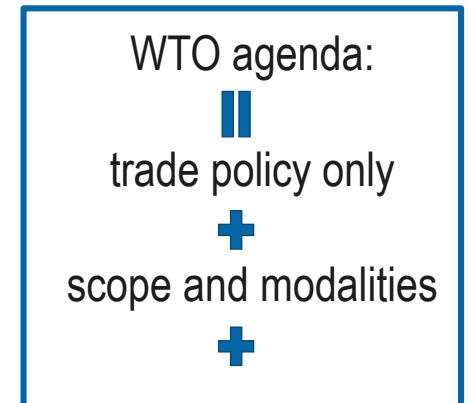 WTO agenda:
trade policy only
+
scope and modalities
+